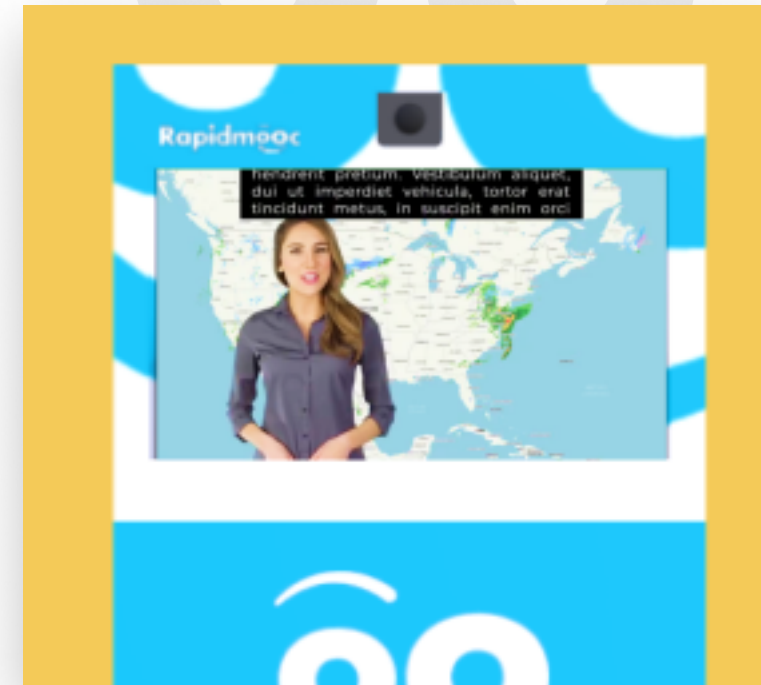 Rapidmooc
hendrerit pretium. Vestibulum aliquet,
dui ut imperdiet vehicula, tortor erat
tincidunt metus, in suscipit enim orci